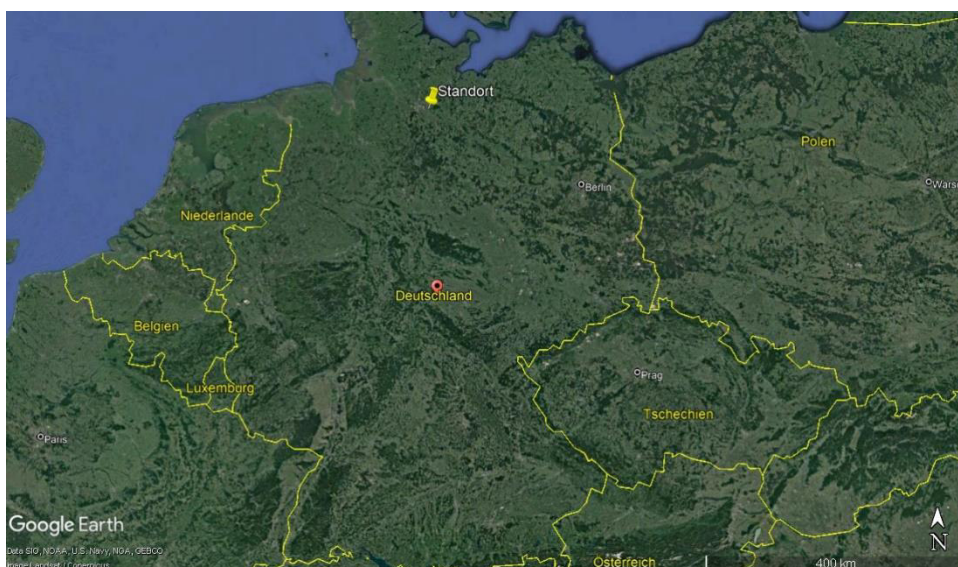 Standort
Polen
Berlin
Wars
Niederlande
Deutschland
Belgien
Prag
Luxemburg
Tschechien
Paris
Google Earth
N
Data SIO, NOAA, U.S. Navy, NGA, GEBCO
Image Landsat / Copernicus
Österreich
400 km